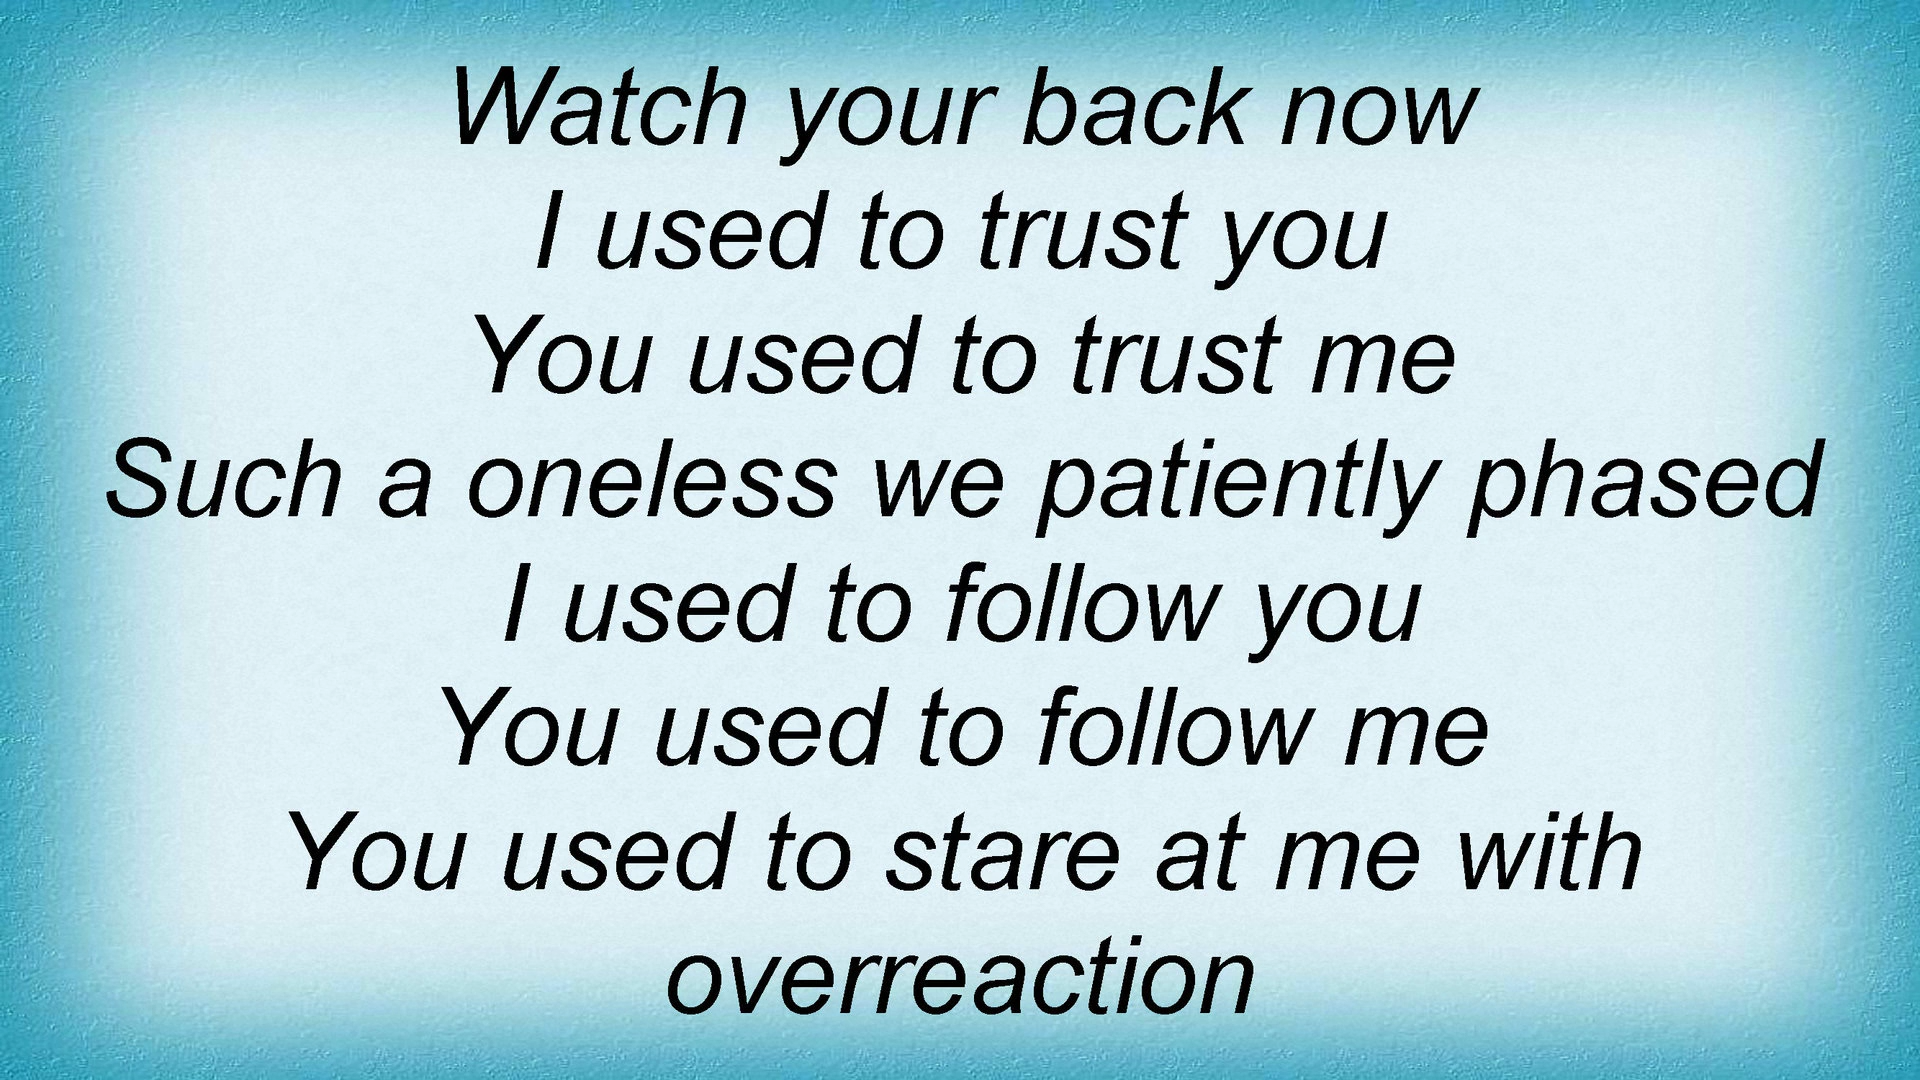 Watch your back now
I used to trust you
You used to trust me
Such a oneless we patiently phased
I used to follow you
You used to follow me
You used to stare at me with
overreaction